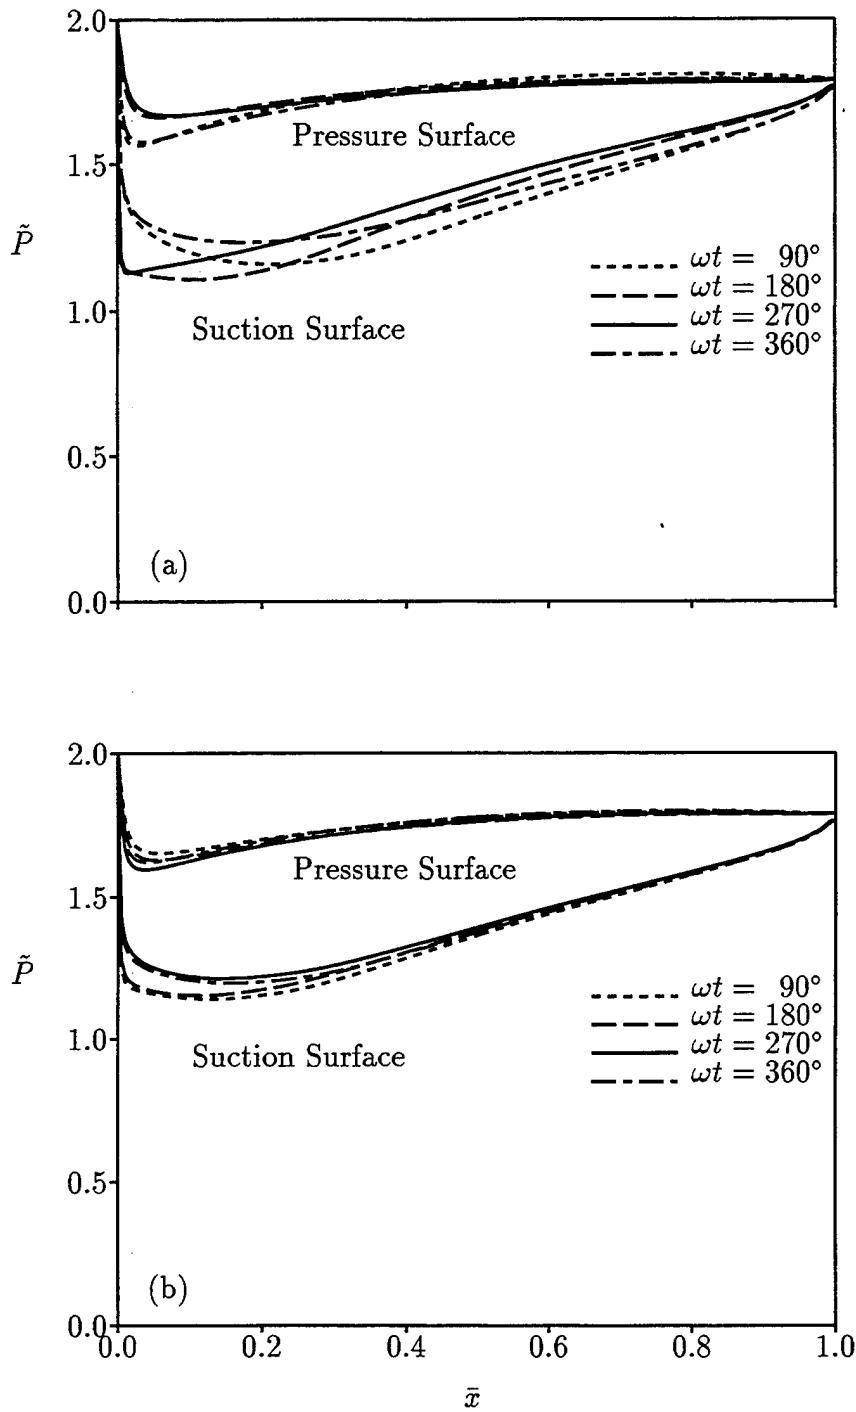 2.0
1.5
1.0
0.5
0.0
P̃
Pressure Surface
Suction Surface
ωt = 90°
ωt = 180°
ωt = 270°
ωt = 360°
(a)
2.0
1.5
1.0
0.5
0.0
P̃
Pressure Surface
Suction Surface
ωt = 90°
ωt = 180°
ωt = 270°
ωt = 360°
(b)
0.0 0.2 0.4 0.6 0.8 1.0
x̄